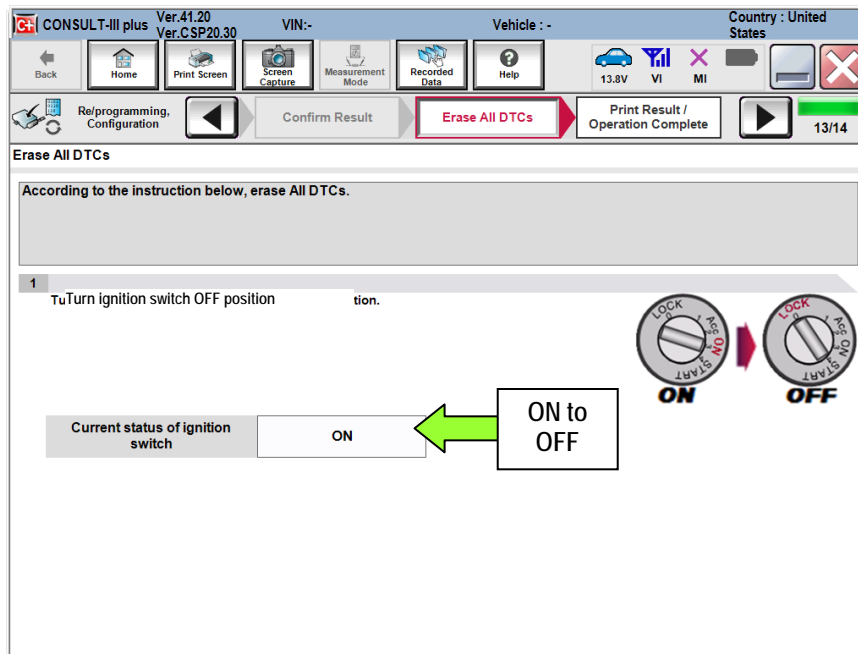 C+ CONSULT-III plus Ver.41.20 VIN:- Vehicle : - Country : United
Ver.CSP20.30 States
Back Home Print Screen Screen Capture Measurement Mode Recorded Data Help 13.8V VI MI
Re/programming, Configuration Confirm Result Erase All DTCs Print Result / Operation Complete 13/14
Erase All DTCs
According to the instruction below, erase All DTCs.
1
TuTurn ignition switch OFF position tion.
LOCK 0 1 Acc ON START
LOCK 0 1 Acc ON START
ON OFF
Current status of ignition switch
ON
ON to
OFF